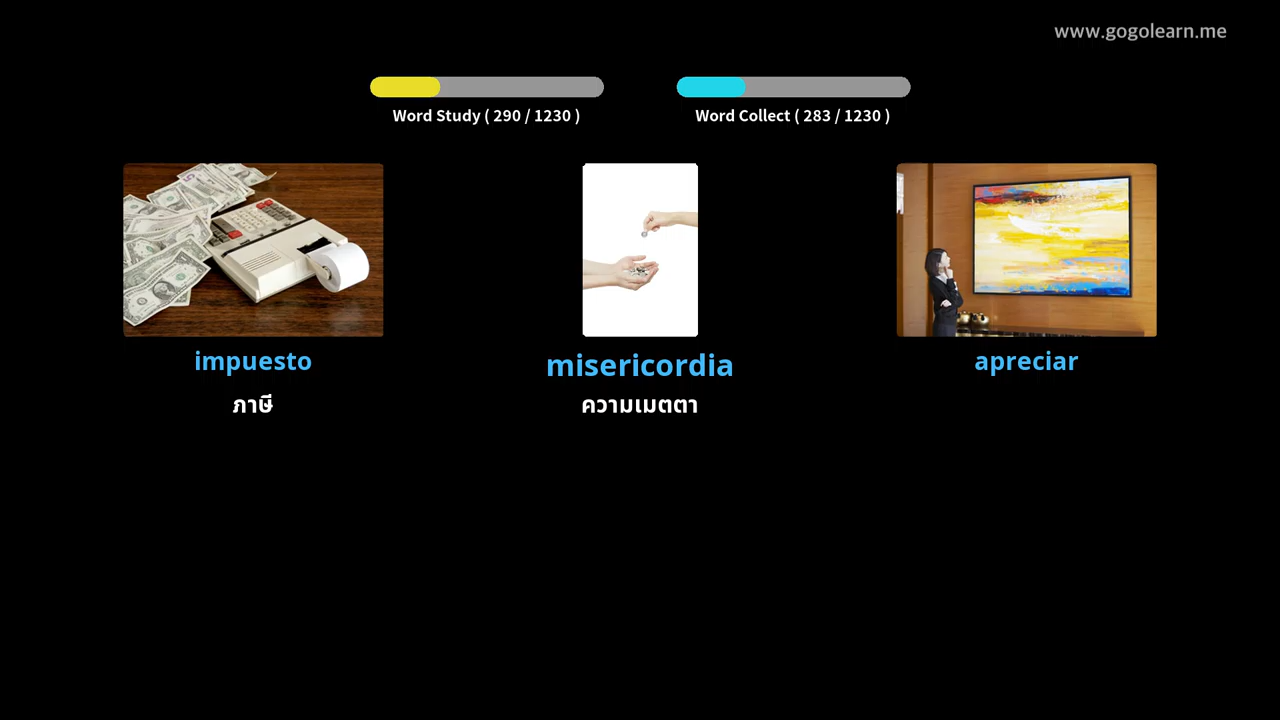 www.gogolearn.me
Word Study ( 290 / 1230 )
Word Collect ( 283 / 1230 )
impuesto
misericordia
apreciar
ภาษี
ความเมตตา